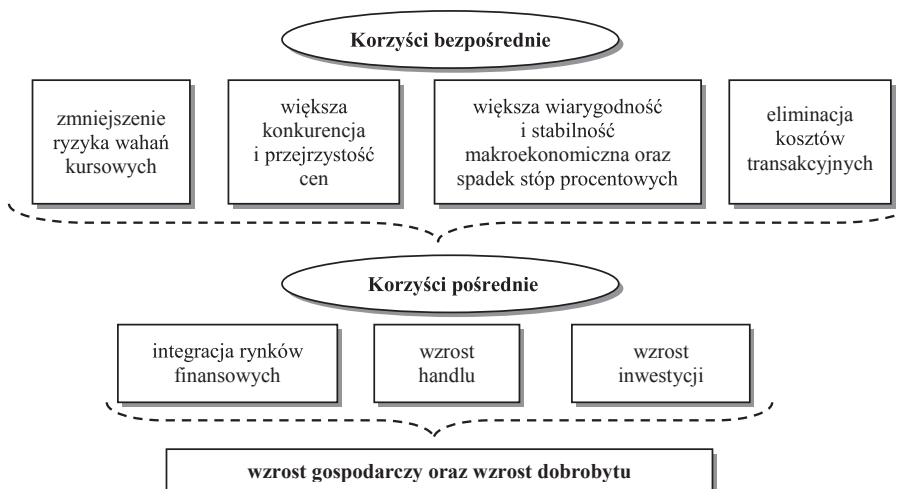 Korzyści bezpośrednie
zmniejszenie
ryzyka wahań
kursowych
większa
konkurencja
i przejrzystość
cen
większa wiarygodność
i stabilność
makroekonomiczna oraz
spadek stóp procentowych
eliminacja
kosztów
transakcyjnych
Korzyści pośrednie
integracja rynków
finansowych
wzrost
handlu
wzrost
inwestycji
wzrost gospodarczy oraz wzrost dobrobytu